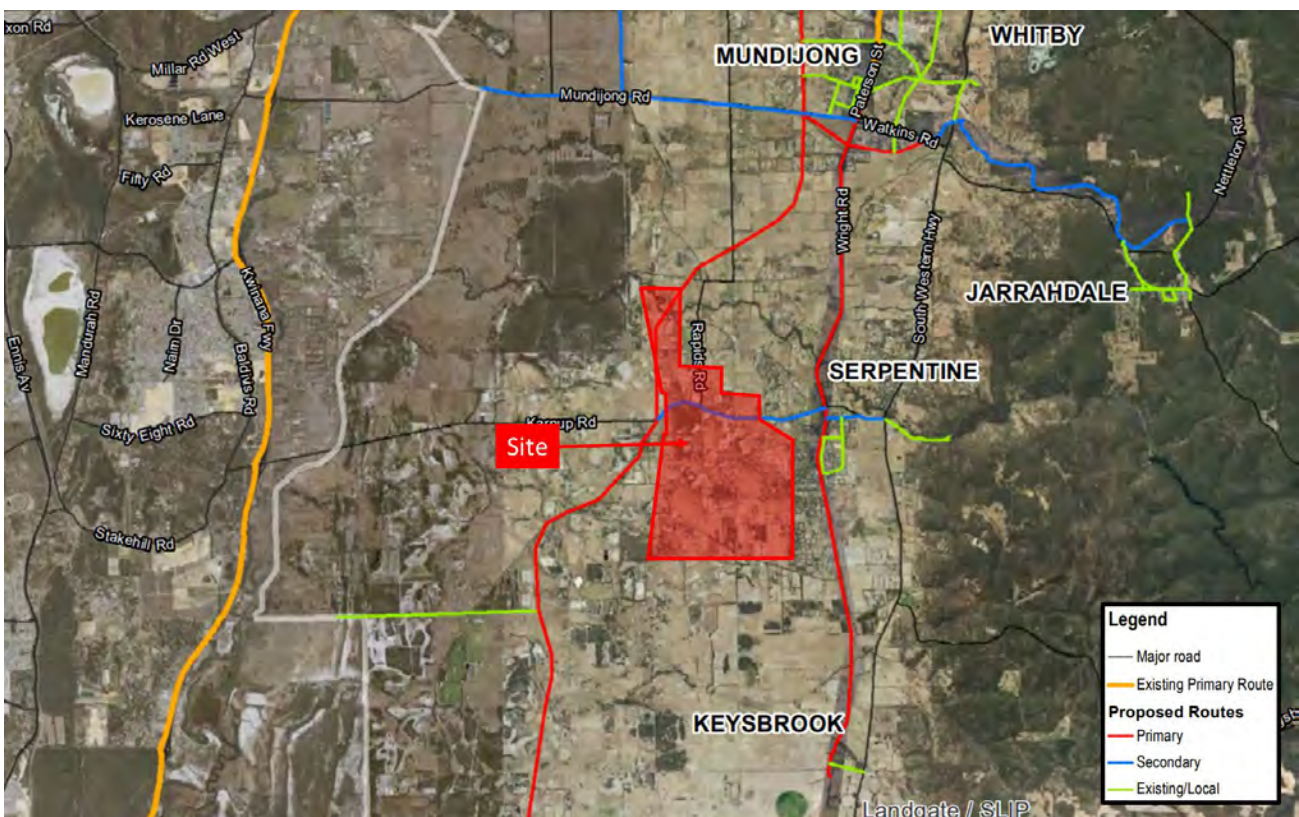 xon Rd
Millar Rd West
Kerosene Lane
Fifty Rd
Mandurah Rd
Ennis Av
Naim Dr
Baldivis Rd
Kwinana Fwy
Sixty Eight Rd
Stakehill Rd
Mundijong Rd
MUNDIJONG
WHITBY
Paterson St
Watkins Rd
Nettleton Rd
Wright Rd
South Western Hwy
JARRAHDALE
Rapids Rd
SERPENTINE
Karnup Rd
Site
KEYSBROOK
Landgate / SLIP
Legend
Major road
Existing Primary Route
Proposed Routes
Primary
Secondary
Existing/Local